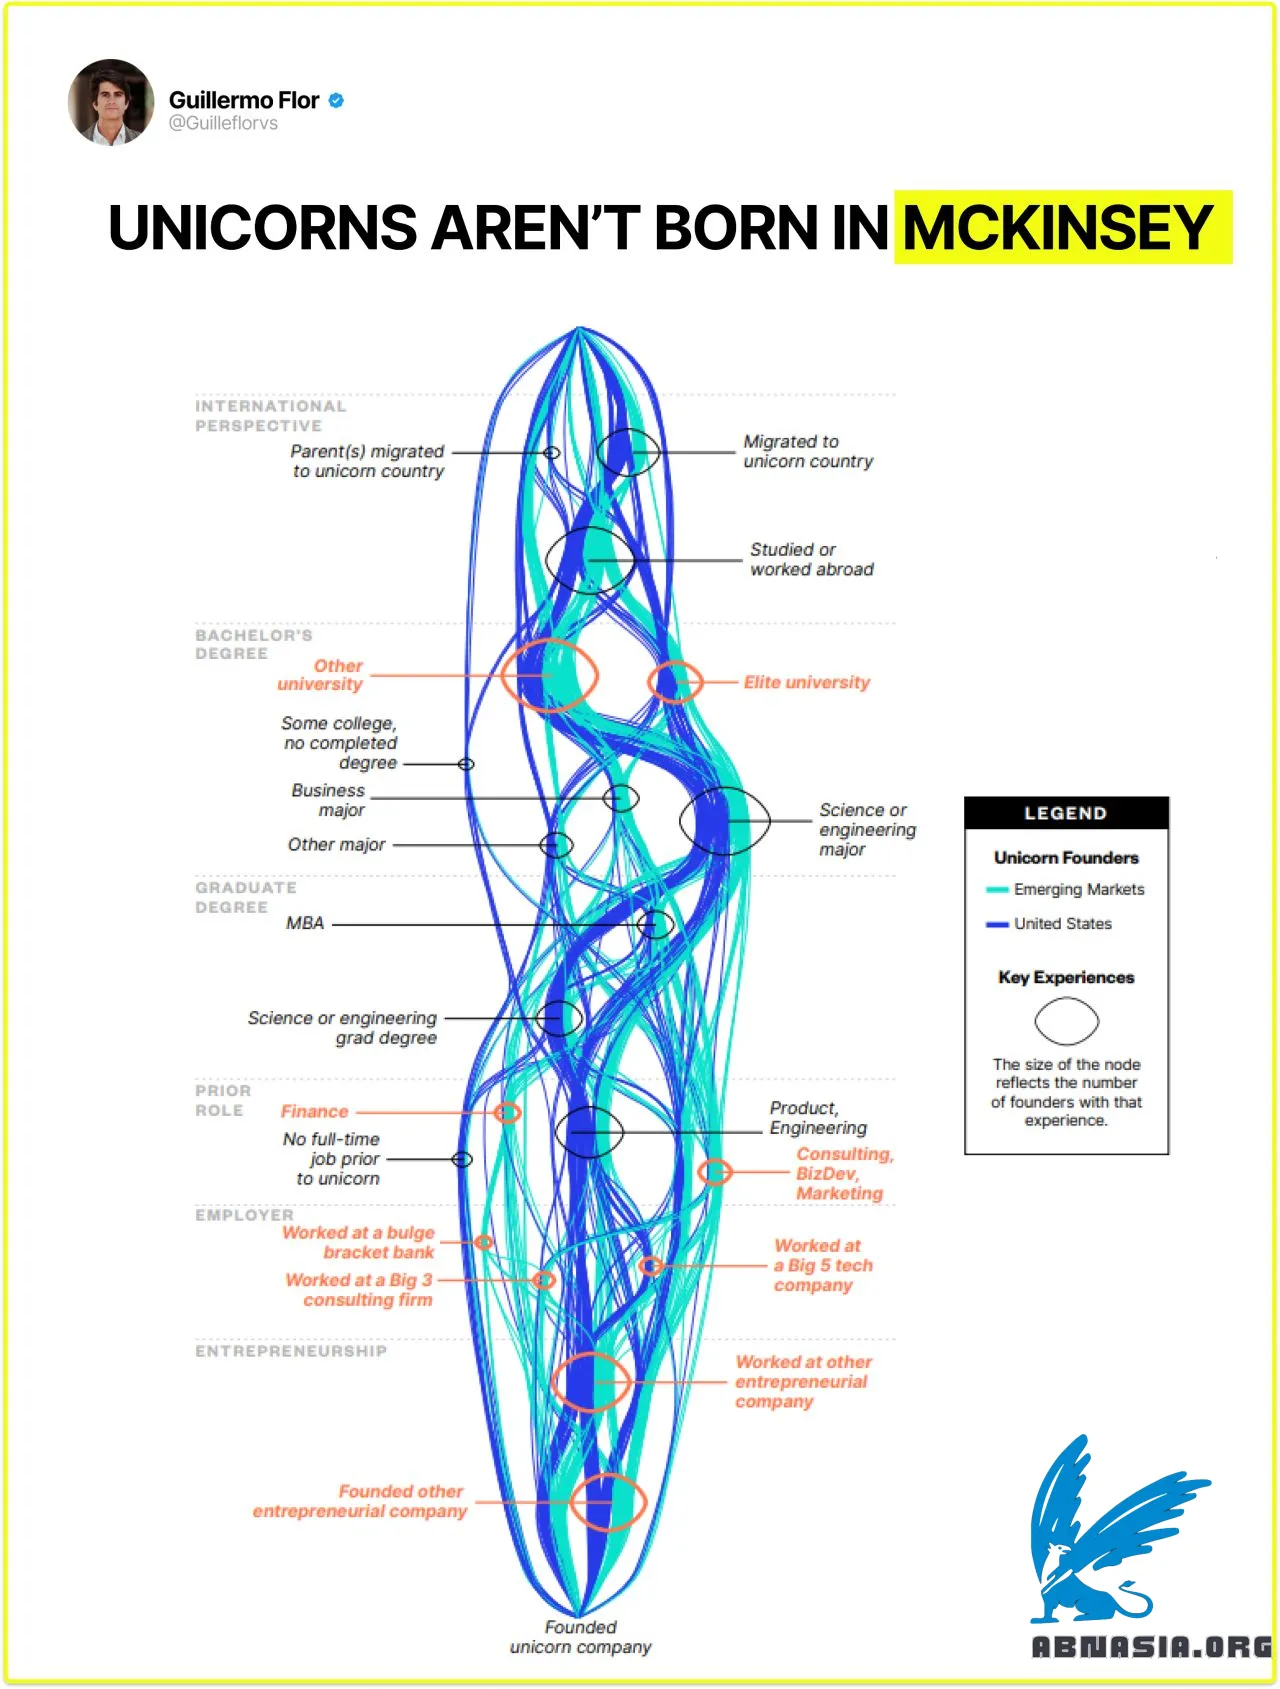 Guillermo Flor
@Guilleflorvs
UNICORNS AREN'T BORN IN MCKINSEY
INTERNATIONAL
PERSPECTIVE
Parent(s) migrated
to unicorn country
Migrated to
unicorn country
Studied or
worked abroad
BACHELOR'S
DEGREE
Other
university
Elite university
Some college,
no completed
degree
Business
major
Other major
Science or
engineering
major
GRADUATE
DEGREE
MBA
Science or engineering
grad degree
PRIOR
ROLE
Finance
No full-time
job prior
to unicorn
Product,
Engineering
Consulting,
BizDev,
Marketing
EMPLOYER
Worked at a bulge
bracket bank
Worked at a Big 3
consulting firm
Worked at
a Big 5 tech
company
ENTREPRENEURSHIP
Worked at other
entrepreneurial
company
Founded other
entrepreneurial company
Founded
unicorn company
LEGEND
Unicorn Founders
Emerging Markets
United States
Key Experiences
The size of the node
reflects the number
of founders with that
experience.
ABNASIA.ORG